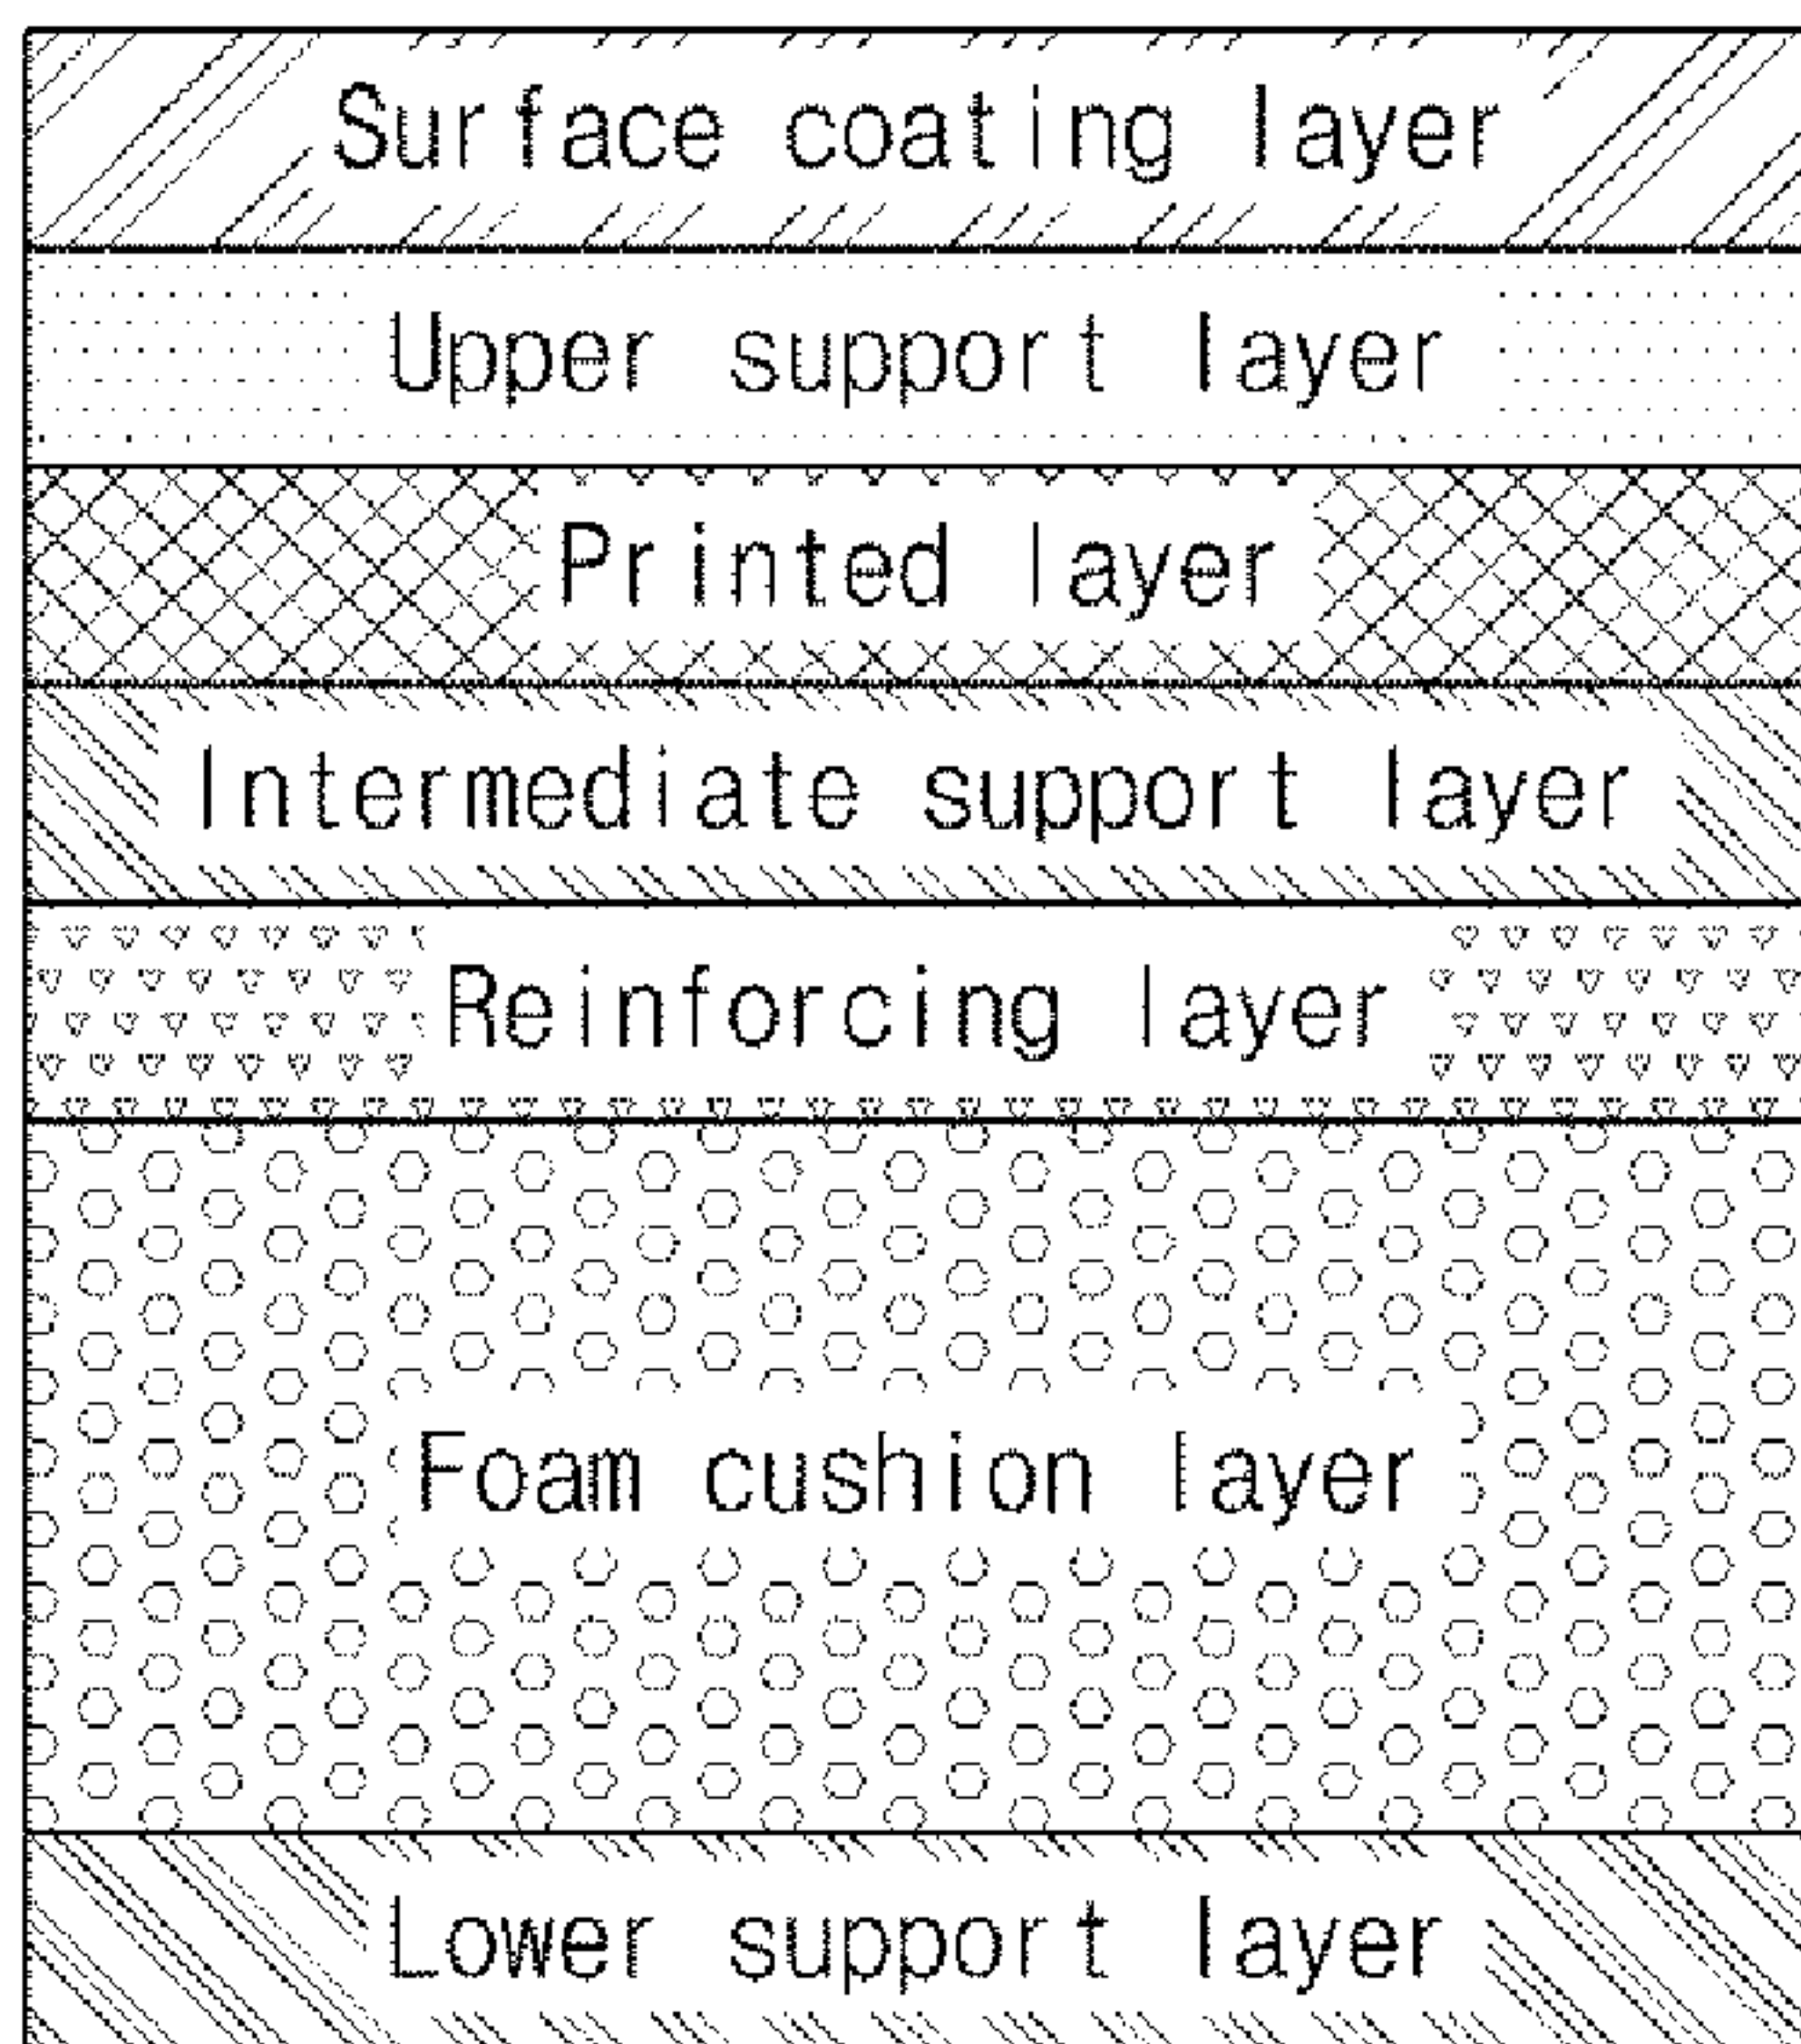 Surface coating layer
Upper support layer
Printed layer
Intermediate support layer
Reinforcing layer
Foam cushion layer
Lower support layer